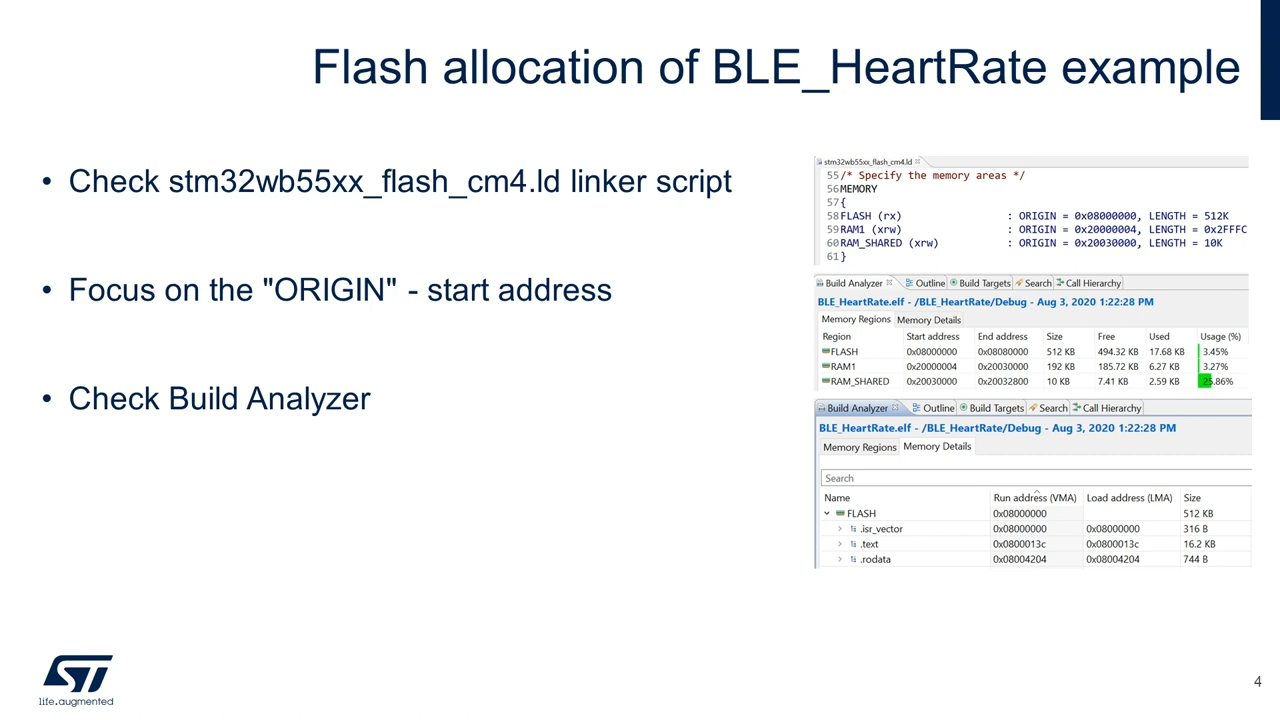 Flash allocation of BLE_HeartRate example
• Check stm32wb55xx_flash_cm4.ld linker script
• Focus on the "ORIGIN" - start address
• Check Build Analyzer
stm32wb55xx_flash_cm4.ld
55 /* Specify the memory areas */
56 MEMORY
57 {
58 FLASH (rx) : ORIGIN = 0x08000000, LENGTH = 512K
59 RAM1 (xrw) : ORIGIN = 0x20000004, LENGTH = 0x2FFFC
60 RAM_SHARED (xrw) : ORIGIN = 0x20030000, LENGTH = 10K
61 }
Build Analyzer Outline Build Targets Search Call Hierarchy
BLE_HeartRate.elf - /BLE_HeartRate/Debug - Aug 3, 2020 1:22:28 PM
Memory Regions Memory Details
Region Start address End address Size Free Used Usage (%)
FLASH 0x08000000 0x08080000 512 KB 494.32 KB 17.68 KB 3.45%
RAM1 0x20000004 0x20030000 192 KB 185.72 KB 6.27 KB 3.27%
RAM_SHARED 0x20030000 0x20032800 10 KB 7.41 KB 2.59 KB 25.86%
Build Analyzer Outline Build Targets Search Call Hierarchy
BLE_HeartRate.elf - /BLE_HeartRate/Debug - Aug 3, 2020 1:22:28 PM
Memory Regions Memory Details
Search
Name Run address (VMA) Load address (LMA) Size
FLASH 0x08000000 512 KB
.isr_vector 0x08000000 0x08000000 316 B
.text 0x0800013c 0x0800013c 16.2 KB
.rodata 0x08004204 0x08004204 744 B
ST
life.augmented
4